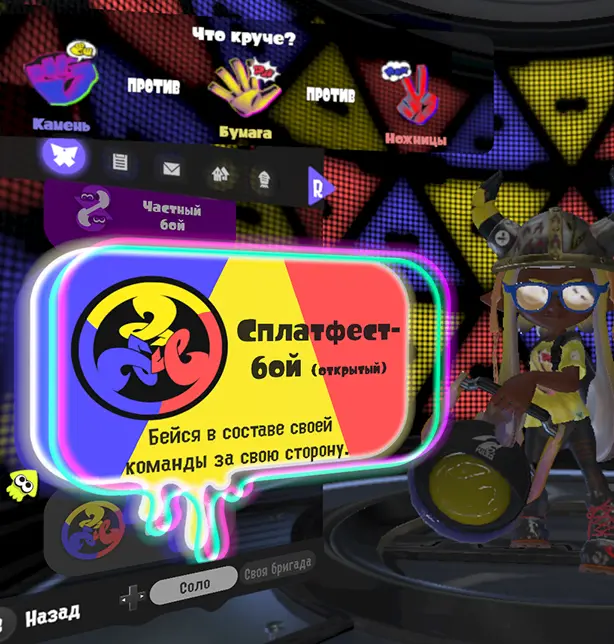 Что круче?
ПРОТИВ
ПРОТИВ
Камень
Бумага
Ножницы
R
Частный
бой
Сплатфест-
бой (открытый)
Бейся в составе своей
команды за свою сторону.
Соло
Своя бригада
Назад